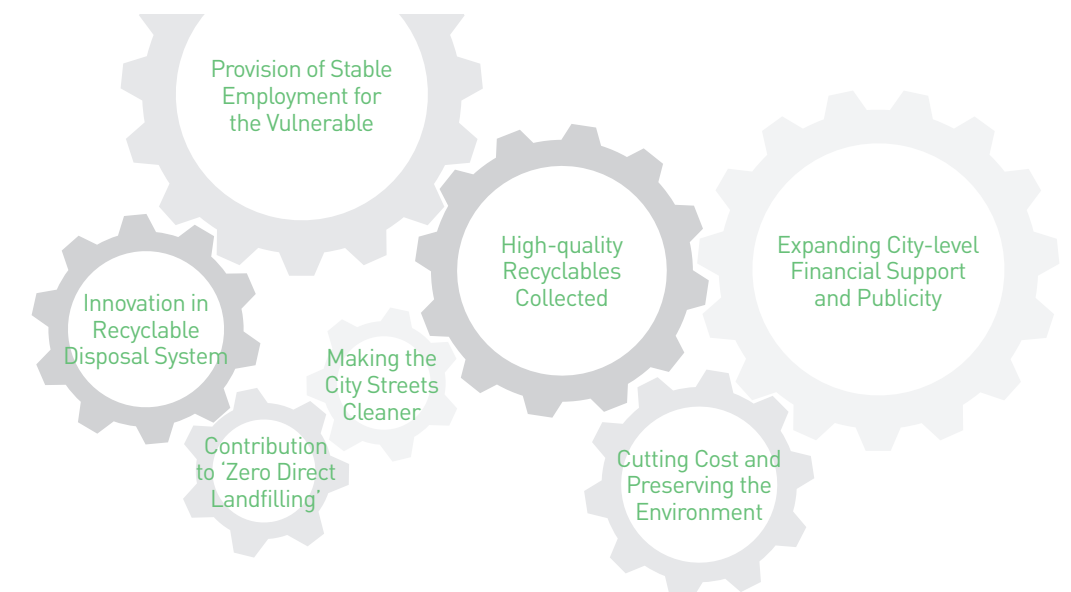 Provision of Stable
Employment for
the Vulnerable
High-quality
Recyclables
Collected
Expanding City-level
Financial Support
and Publicity
Innovation in
Recyclable
Disposal System
Making the
City Streets
Cleaner
Contribution
to ‘Zero Direct
Landfilling’
Cutting Cost and
Preserving the
Environment